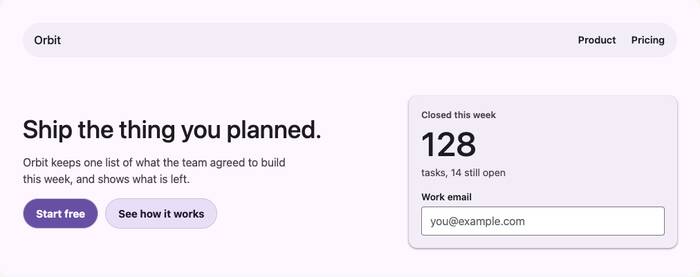 Orbit
Product
Pricing
Ship the thing you planned.
Orbit keeps one list of what the team agreed to build
this week, and shows what is left.
Start free
See how it works
Closed this week
128
tasks, 14 still open
Work email
you@example.com